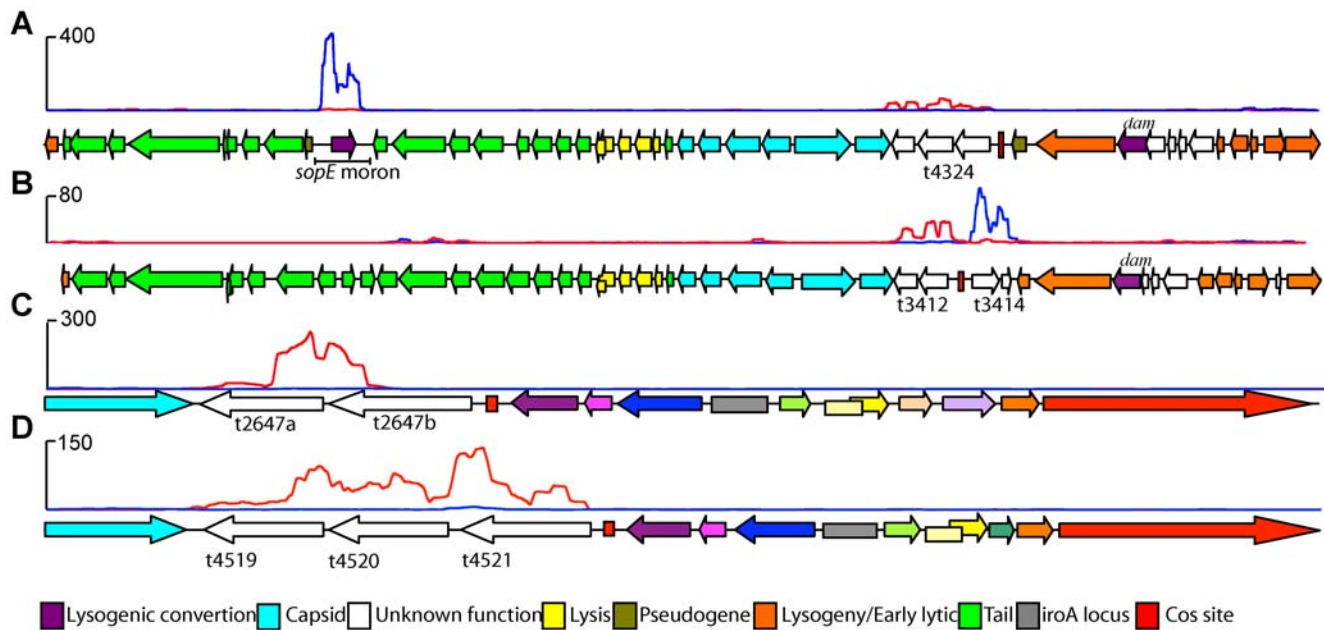 A
400
dam
sopE moron
t4324
B
80
dam
t3412
t3414
C
300
t2647a
t2647b
D
150
t4519
t4520
t4521
Lysogenic convertion Capsid Unknown function Lysis Pseudogene Lysogeny/Early lytic Tail iroA locus Cos site